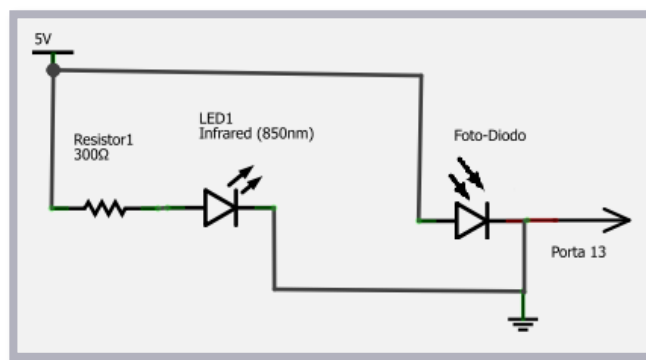 5V
LED1
Infrared (850nm)
Resistor1
300Ω
Foto-Diodo
Porta 13